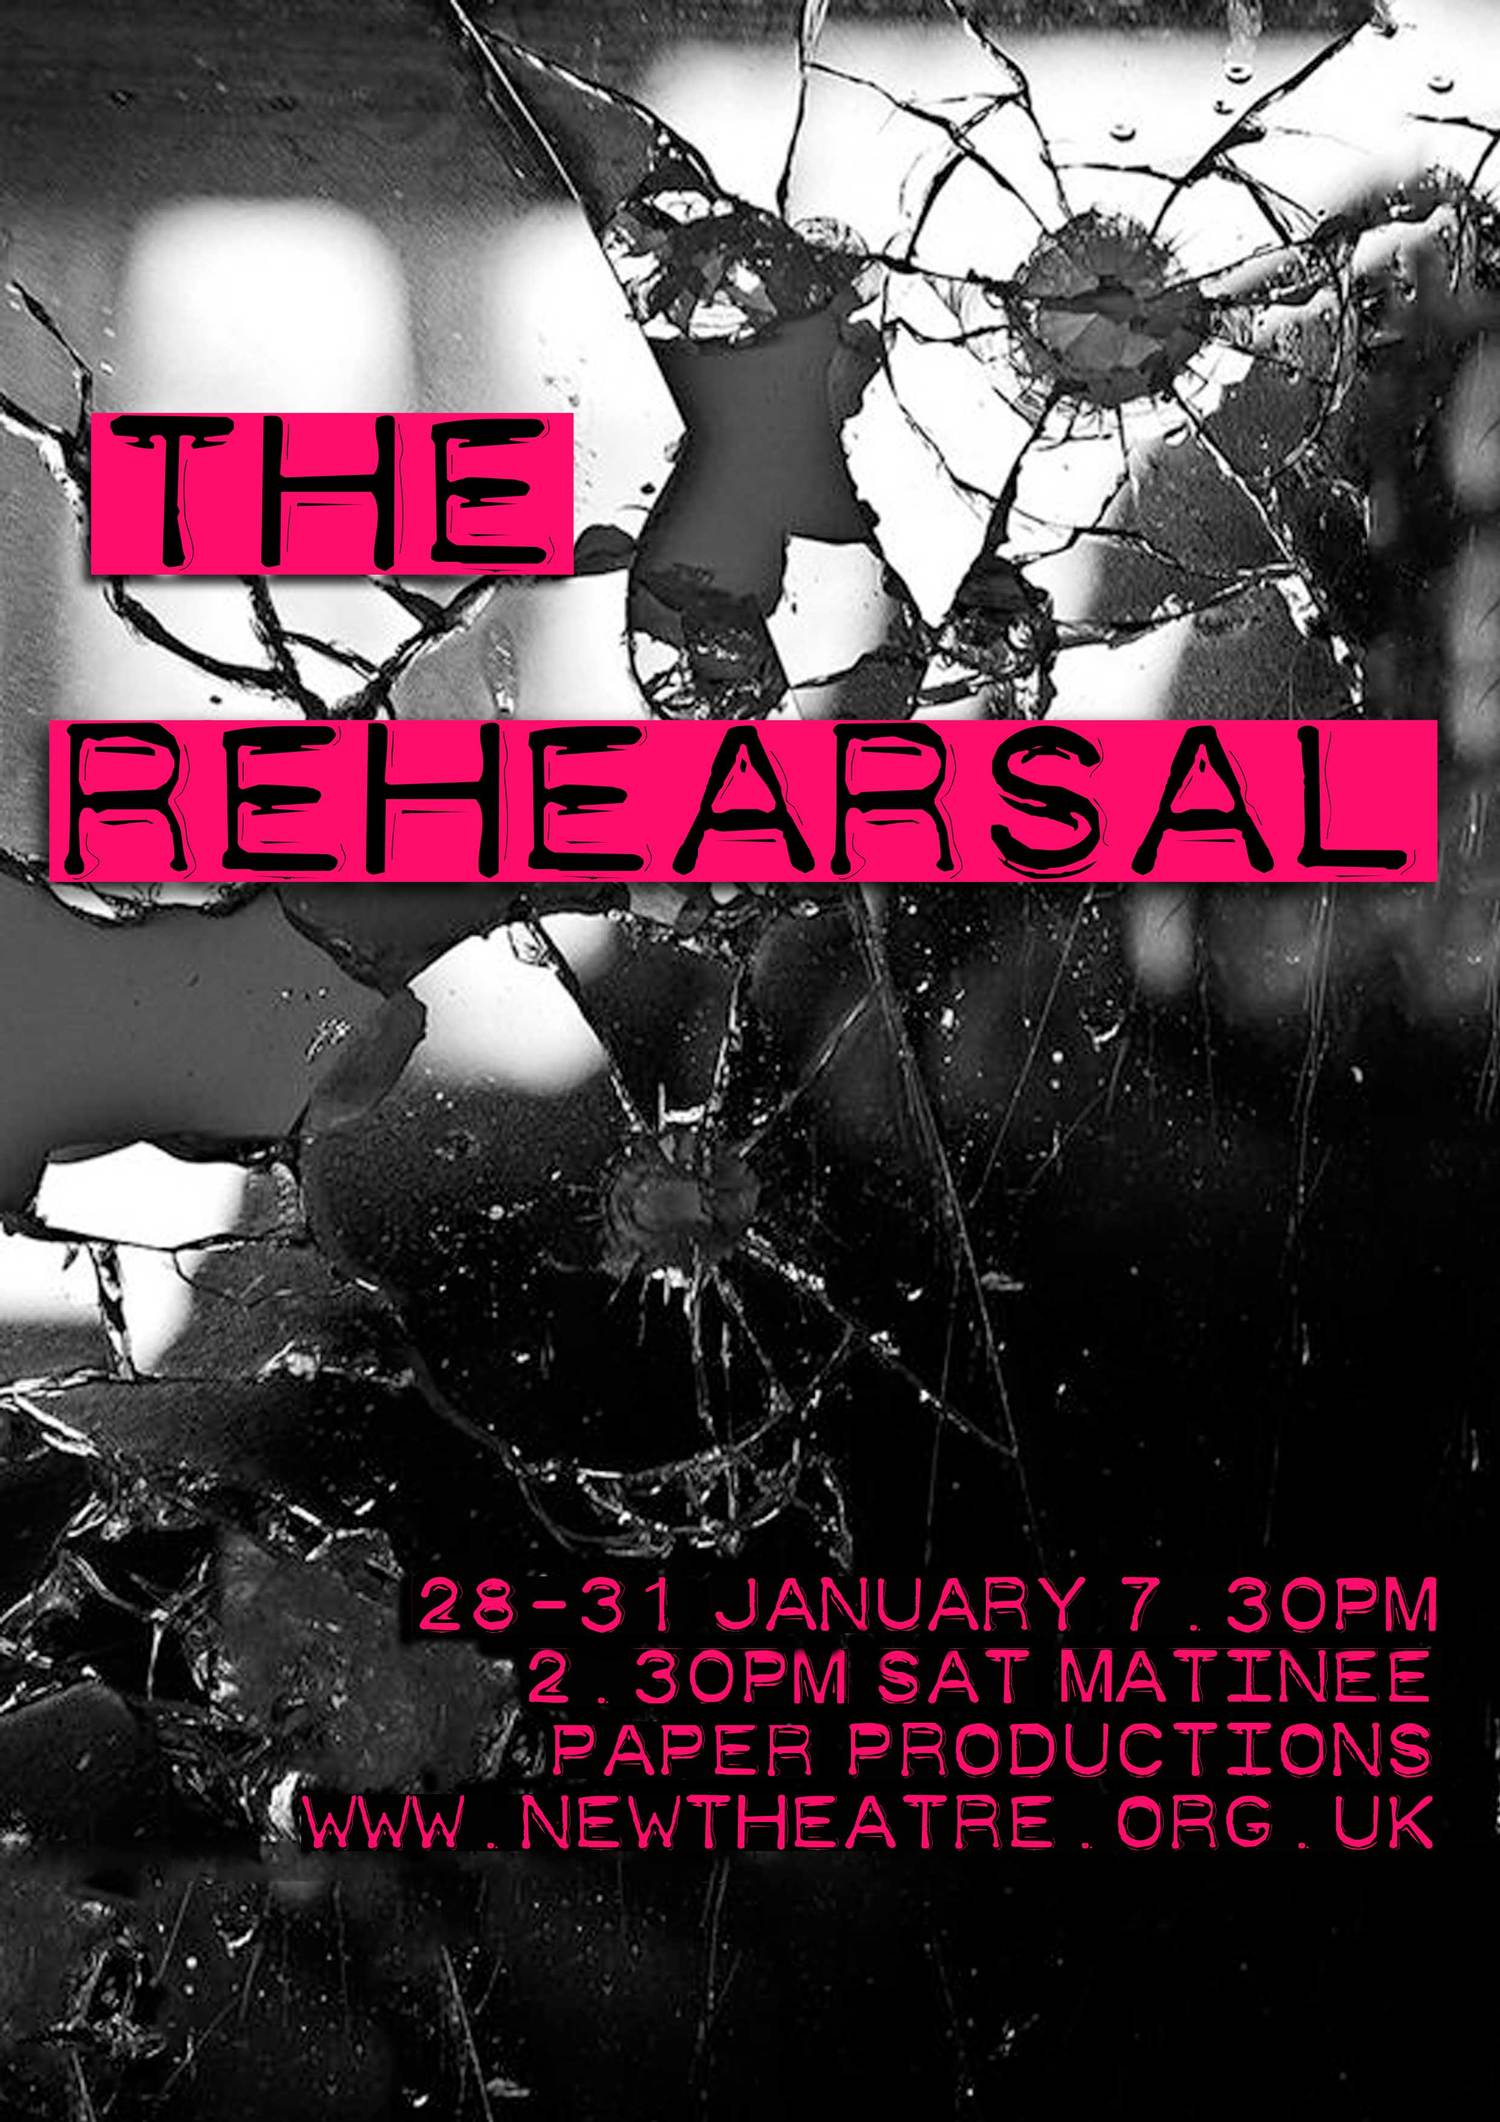 THE
REHEARSAL
28-31 JANUARY 7.30PM
2.30PM SAT MATINEE
PAPER PRODUCTIONS
WWW.NEWTHEATRE.ORG.UK